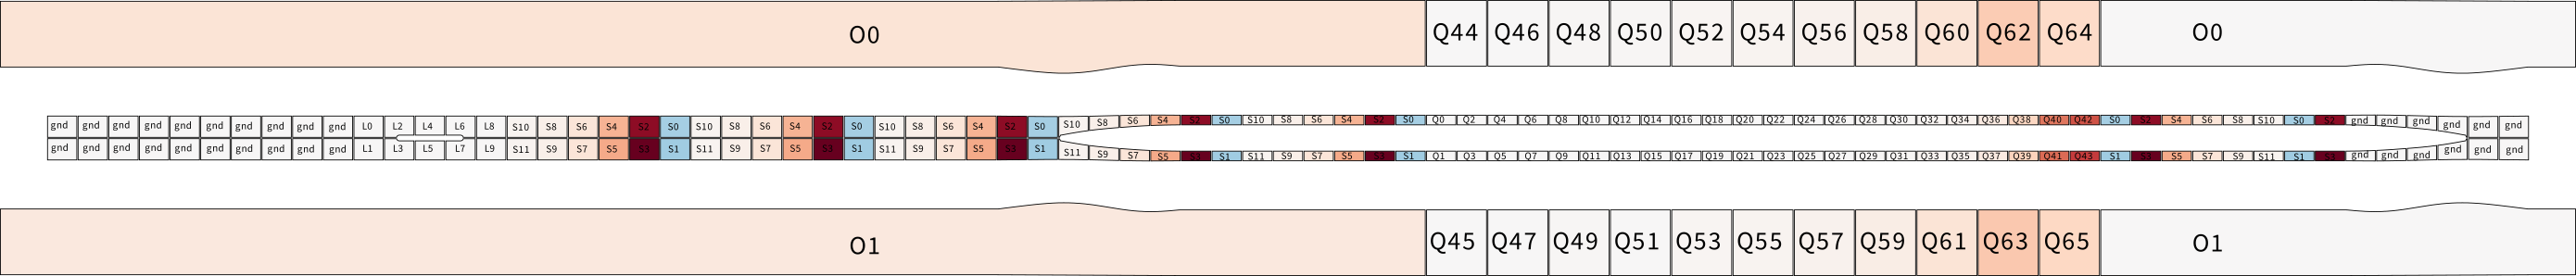 O0 Q44 Q46 Q48 Q50 Q52 Q54 Q56 Q58 Q60 Q62 Q64 O0
gnd gnd gnd gnd gnd gnd gnd gnd gnd gnd L0 L2 L4 L6 L8 S10 S8 S6 S4 S2 S0 S10 S8 S6 S4 S2 S0 S10 S8 S6 S4 S2 S0 S10 S8 S6 S4 S2 S0 S10 S8 S6 S4 S2 S0 Q0 Q2 Q4 Q6 Q8 Q10 Q12 Q14 Q16 Q18 Q20 Q22 Q24 Q26 Q28 Q30 Q32 Q34 Q36 Q38 Q40 Q42 S0 S2 S4 S6 S8 S10 S0 S2 gnd gnd gnd gnd gnd gnd
gnd gnd gnd gnd gnd gnd gnd gnd gnd gnd L1 L3 L5 L7 L9 S11 S9 S7 S5 S3 S1 S11 S9 S7 S5 S3 S1 S11 S9 S7 S5 S3 S1 S11 S9 S7 S5 S3 S1 S11 S9 S7 S5 S3 S1 Q1 Q3 Q5 Q7 Q9 Q11 Q13 Q15 Q17 Q19 Q21 Q23 Q25 Q27 Q29 Q31 Q33 Q35 Q37 Q39 Q41 Q43 S1 S3 S5 S7 S9 S11 S1 S3 gnd gnd gnd gnd gnd gnd
O1 Q45 Q47 Q49 Q51 Q53 Q55 Q57 Q59 Q61 Q63 Q65 O1